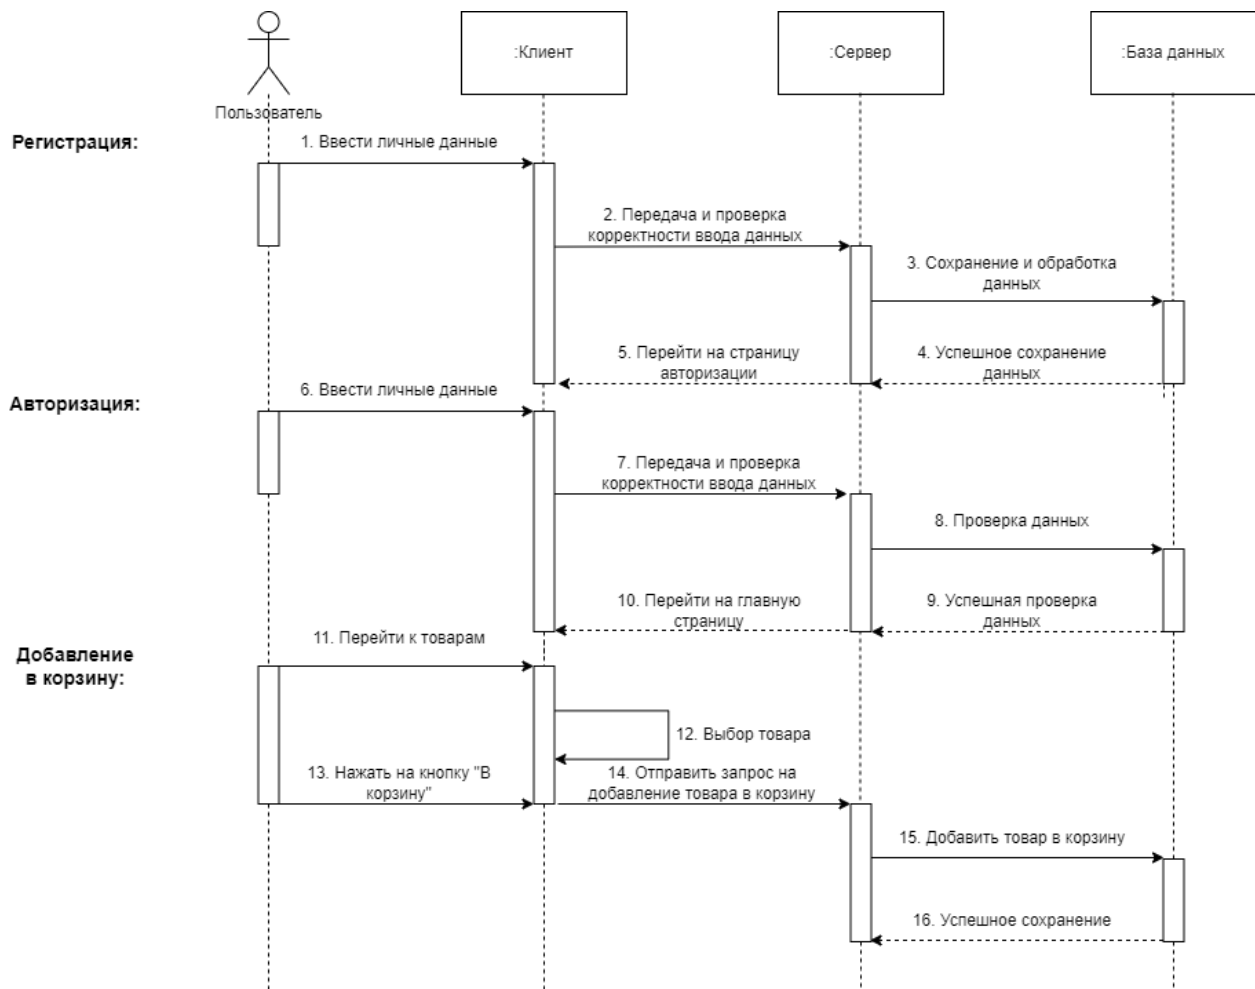 :Клиент
:Сервер
:База данных
Пользователь
Регистрация:
1. Ввести личные данные
2. Передача и проверка
корректности ввода данных
3. Сохранение и обработка
данных
4. Успешное сохранение
данных
5. Перейти на страницу
авторизации
Авторизация:
6. Ввести личные данные
7. Передача и проверка
корректности ввода данных
8. Проверка данных
9. Успешная проверка
данных
10. Перейти на главную
страницу
Добавление
в корзину:
11. Перейти к товарам
12. Выбор товара
13. Нажать на кнопку "В
корзину"
14. Отправить запрос на
добавление товара в корзину
15. Добавить товар в корзину
16. Успешное сохранение